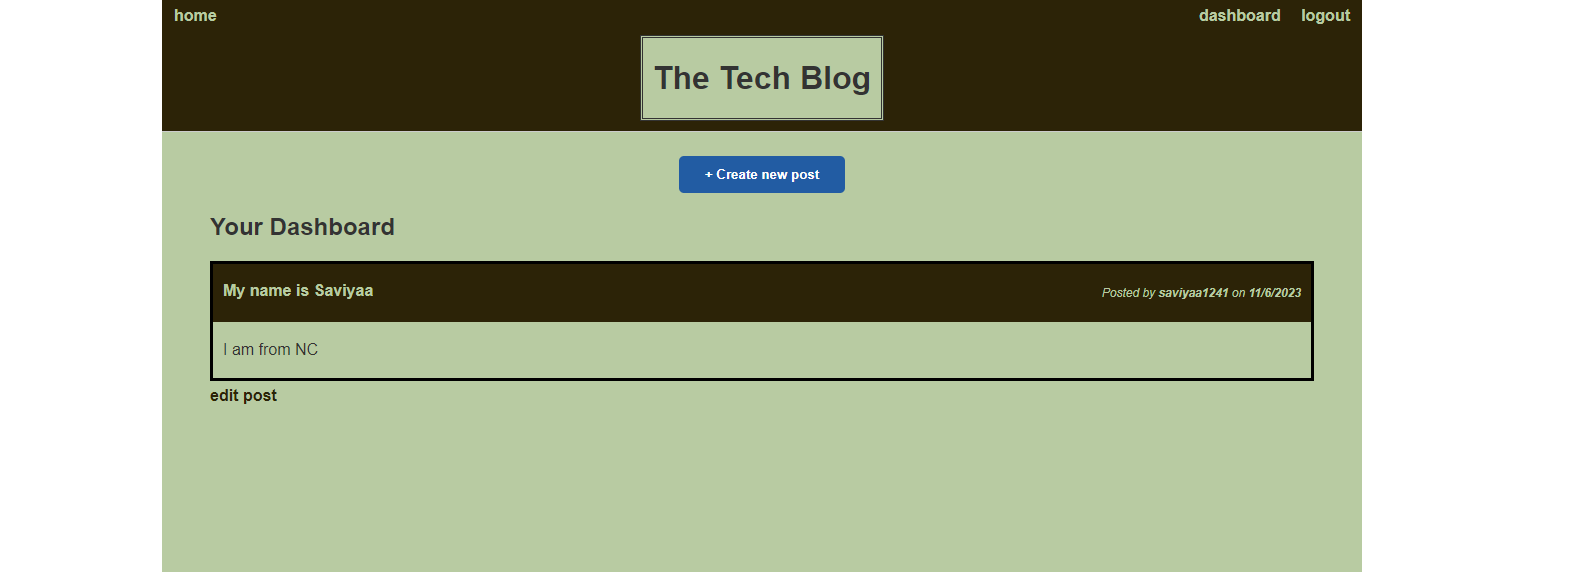 home dashboard logout
The Tech Blog
+ Create new post
Your Dashboard
My name is Saviyaa Posted by saviyaa1241 on 11/6/2023
I am from NC
edit post